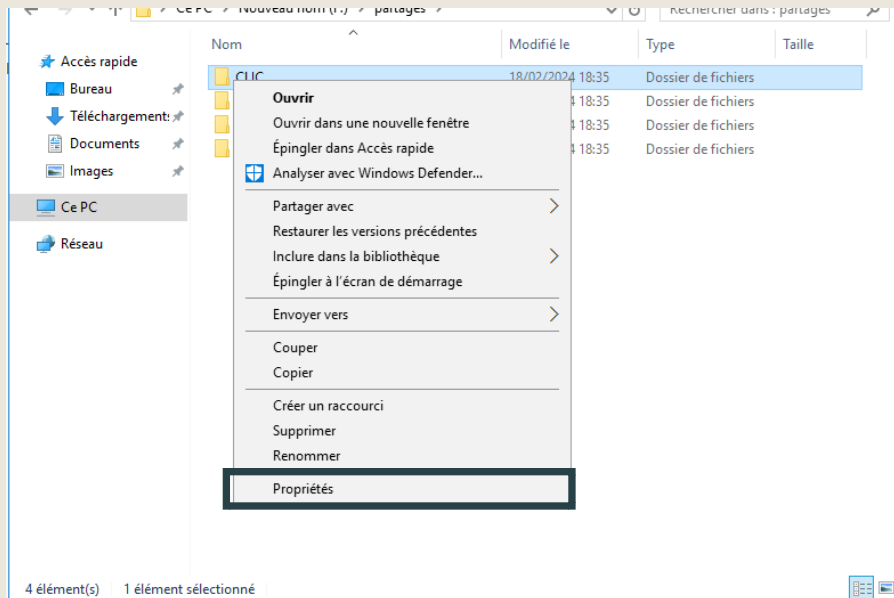 Ce PC > Nouveau nom (F:) > partages >
Rechercher dans : partages
Nom
Modifié le
Type
Taille
Accès rapide
Bureau
Téléchargement:
Documents
Images
Ce PC
Réseau
CLIC
18/02/2024 18:35
Dossier de fichiers
4 18:35
Dossier de fichiers
4 18:35
Dossier de fichiers
4 18:35
Dossier de fichiers
Ouvrir
Ouvrir dans une nouvelle fenêtre
Épingler dans Accès rapide
Analyser avec Windows Defender...
Partager avec
Restaurer les versions précédentes
Inclure dans la bibliothèque
Épingler à l'écran de démarrage
Envoyer vers
Couper
Copier
Créer un raccourci
Supprimer
Renommer
Propriétés
4 élément(s)
1 élément sélectionné